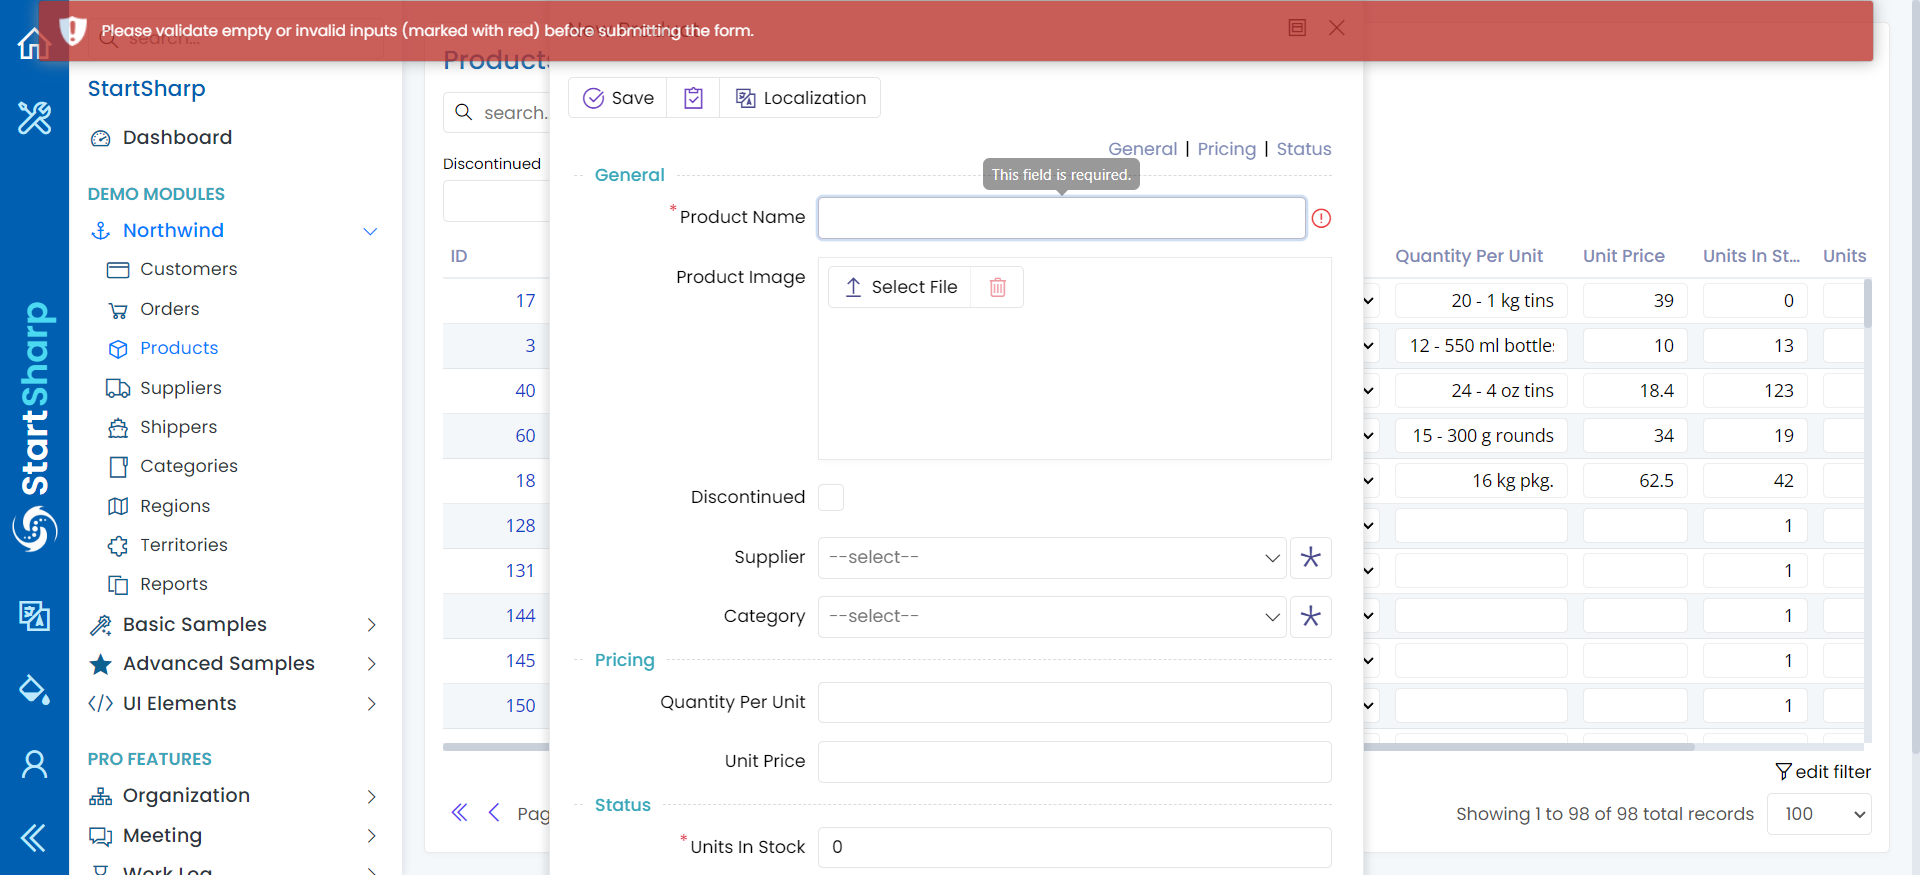 Please validate empty or invalid inputs (marked with red) before submitting the form.
StartSharp
StartSharp
Dashboard
DEMO MODULES
Northwind
Customers
Orders
Products
Suppliers
Shippers
Categories
Regions
Territories
Reports
Basic Samples
Advanced Samples
UI Elements
PRO FEATURES
Organization
Meeting
Work Log
Products
search.
Discontinued
ID
17
3
40
60
18
128
131
144
145
150
Pag
Save
Localization
General | Pricing | Status
General
This field is required.
*Product Name
Product Image
Select File
Discontinued
Supplier
--select--
Category
--select--
Pricing
Quantity Per Unit
Unit Price
Status
*Units In Stock
0
Quantity Per Unit Unit Price Units In St... Units
20 - 1 kg tins 39 0
12 - 550 ml bottle 10 13
24 - 4 oz tins 18.4 123
15 - 300 g rounds 34 19
16 kg pkg. 62.5 42
1
1
1
1
1
edit filter
Showing 1 to 98 of 98 total records
100